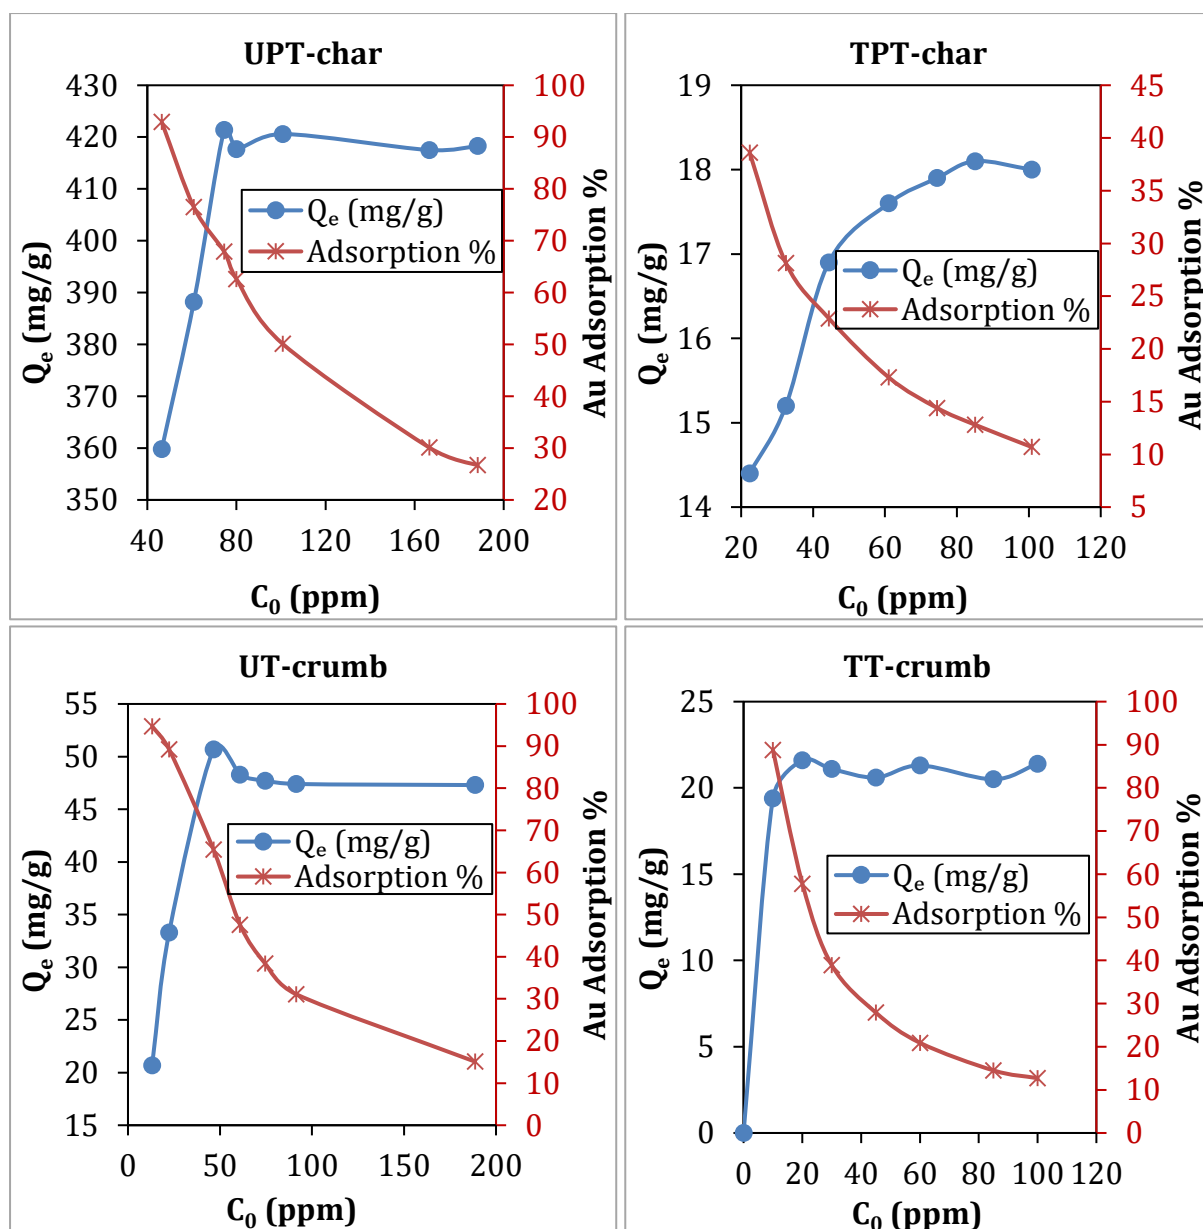 UPT-char
430
420
410
400
390
380
370
360
350
Qₑ (mg/g)
100
90
80
70
60
50
40
30
20
Au Adsorption %
Qₑ (mg/g)
Adsorption %
40 80 120 160 200
C₀ (ppm)
TPT-char
19
18
17
16
15
14
Qₑ (mg/g)
45
40
35
30
25
20
15
10
5
Au Adsorption %
Qₑ (mg/g)
Adsorption %
20 40 60 80 100 120
C₀ (ppm)
UT-crumb
55
50
45
40
35
30
25
20
15
Qₑ (mg/g)
100
90
80
70
60
50
40
30
20
10
0
Au Adsorption %
Qₑ (mg/g)
Adsorption %
0 50 100 150 200
C₀ (ppm)
TT-crumb
25
20
15
10
5
0
Qₑ (mg/g)
100
90
80
70
60
50
40
30
20
10
0
Au Adsorption %
Qₑ (mg/g)
Adsorption %
0 20 40 60 80 100 120
C₀ (ppm)